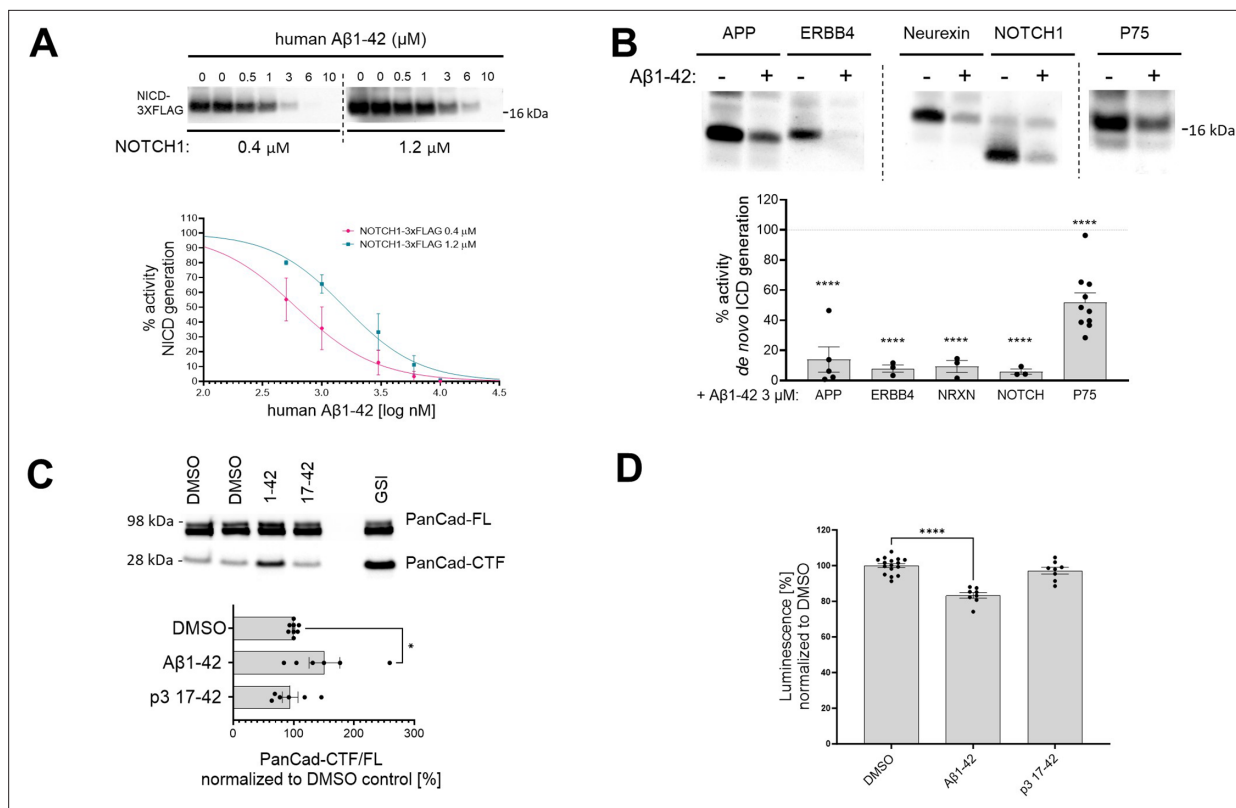 A
human Aβ1-42 (μM)
0 0 0.5 1 3 6 10 0 0 0.5 1 3 6 10
NICD-
3XFLAG
-16 kDa
NOTCH1: 0.4 μM 1.2 μM
110
100
90
80
70
60
50
40
30
20
10
0
% activity
NICD generation
NOTCH1-3xFLAG 0.4 μM
NOTCH1-3xFLAG 1.2 μM
2.0 2.5 3.0 3.5 4.0 4.5
human Aβ1-42 [log nM]
B
APP ERBB4 Neurexin NOTCH1 P75
Aβ1-42: - + - + - + - + - +
-16 kDa
120
100
80
60
40
20
0
% activity
de novo ICD generation
**** **** **** **** ****
+ Aβ1-42 3 μM: APP ERBB4 NRXN NOTCH P75
C
DMSO DMSO 1-42 17-42 GSI
98 kDa - PanCad-FL
28 kDa - PanCad-CTF
DMSO
Aβ1-42
p3 17-42
*
0 100 200 300
PanCad-CTF/FL
normalized to DMSO control [%]
D
120
100
80
60
40
20
0
Luminescence [%]
normalized to DMSO
****
DMSO Aβ1-42 p3 17-42